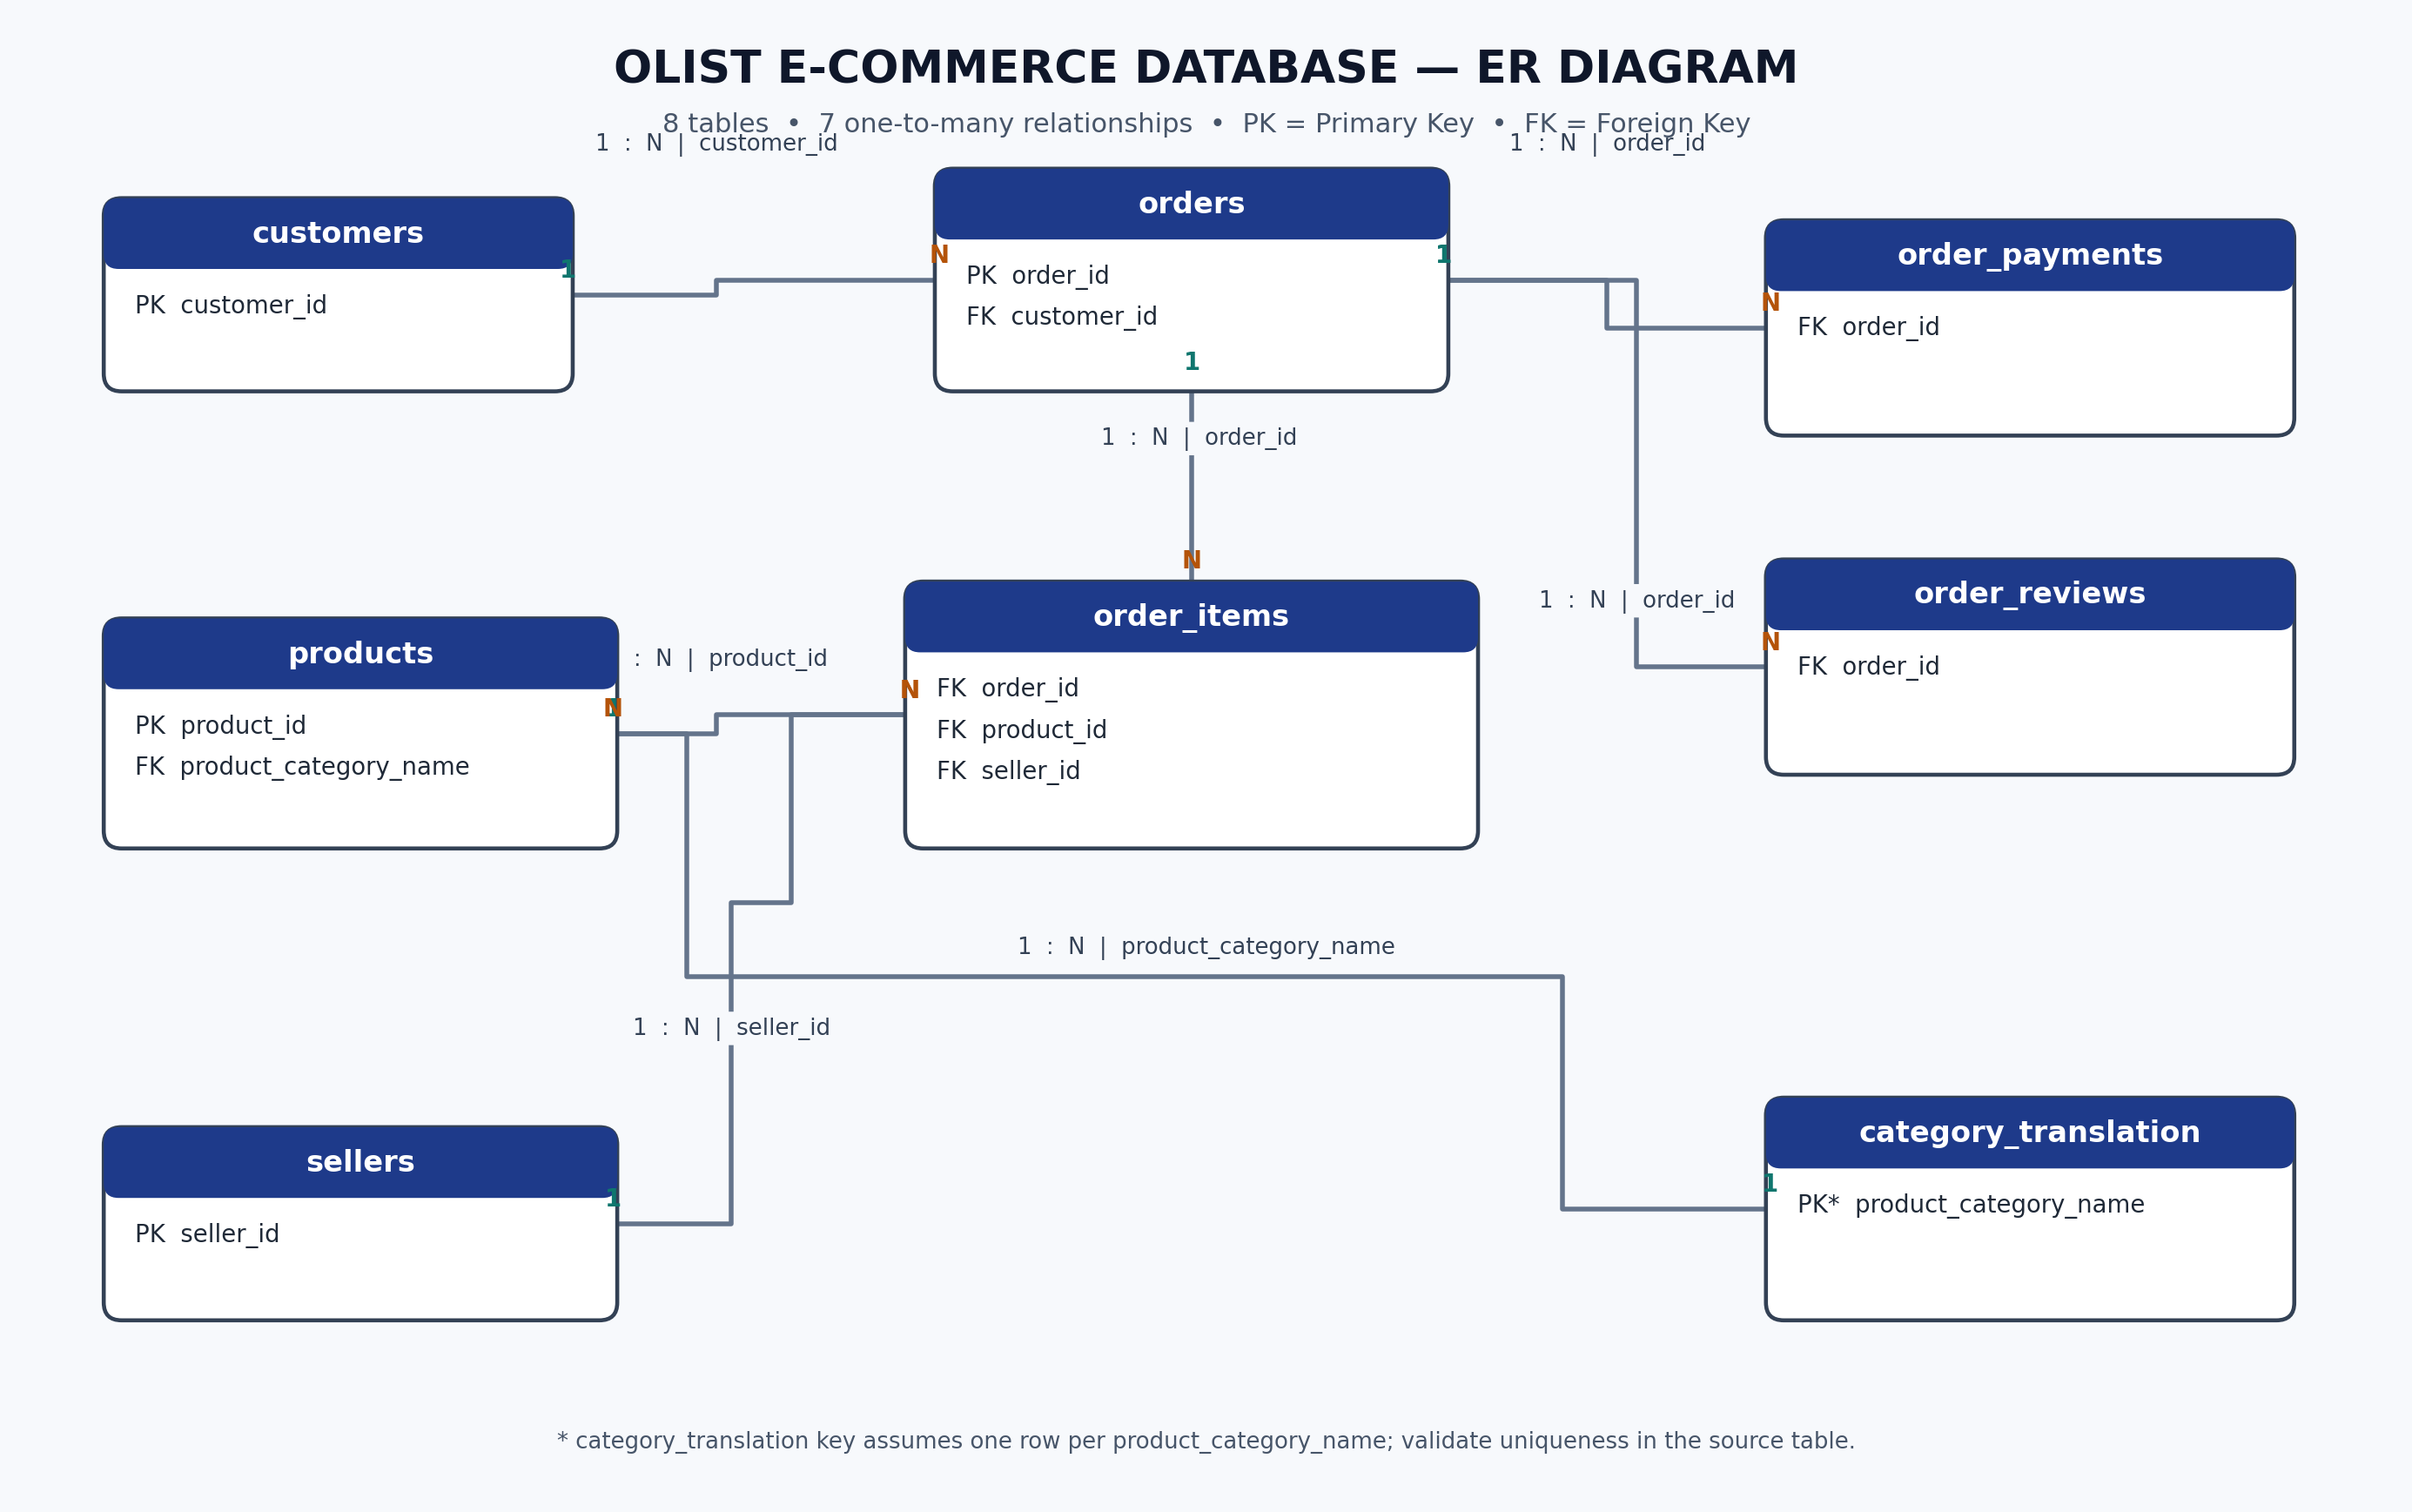 OLIST E-COMMERCE DATABASE — ER DIAGRAM
8 tables • 7 one-to-many relationships • PK = Primary Key • FK = Foreign Key
1 : N | customer_id
1 : N | order_id
customers
1
PK customer_id
orders
N
1
PK order_id
FK customer_id
1
order_payments
N
FK order_id
1 : N | order_id
N
1 : N | order_id
order_reviews
N
FK order_id
products
N
1
PK product_id
FK product_category_name
: N | product_id
order_items
N
FK order_id
FK product_id
FK seller_id
1 : N | product_category_name
1 : N | seller_id
sellers
1
PK seller_id
category_translation
1
PK* product_category_name
* category_translation key assumes one row per product_category_name; validate uniqueness in the source table.